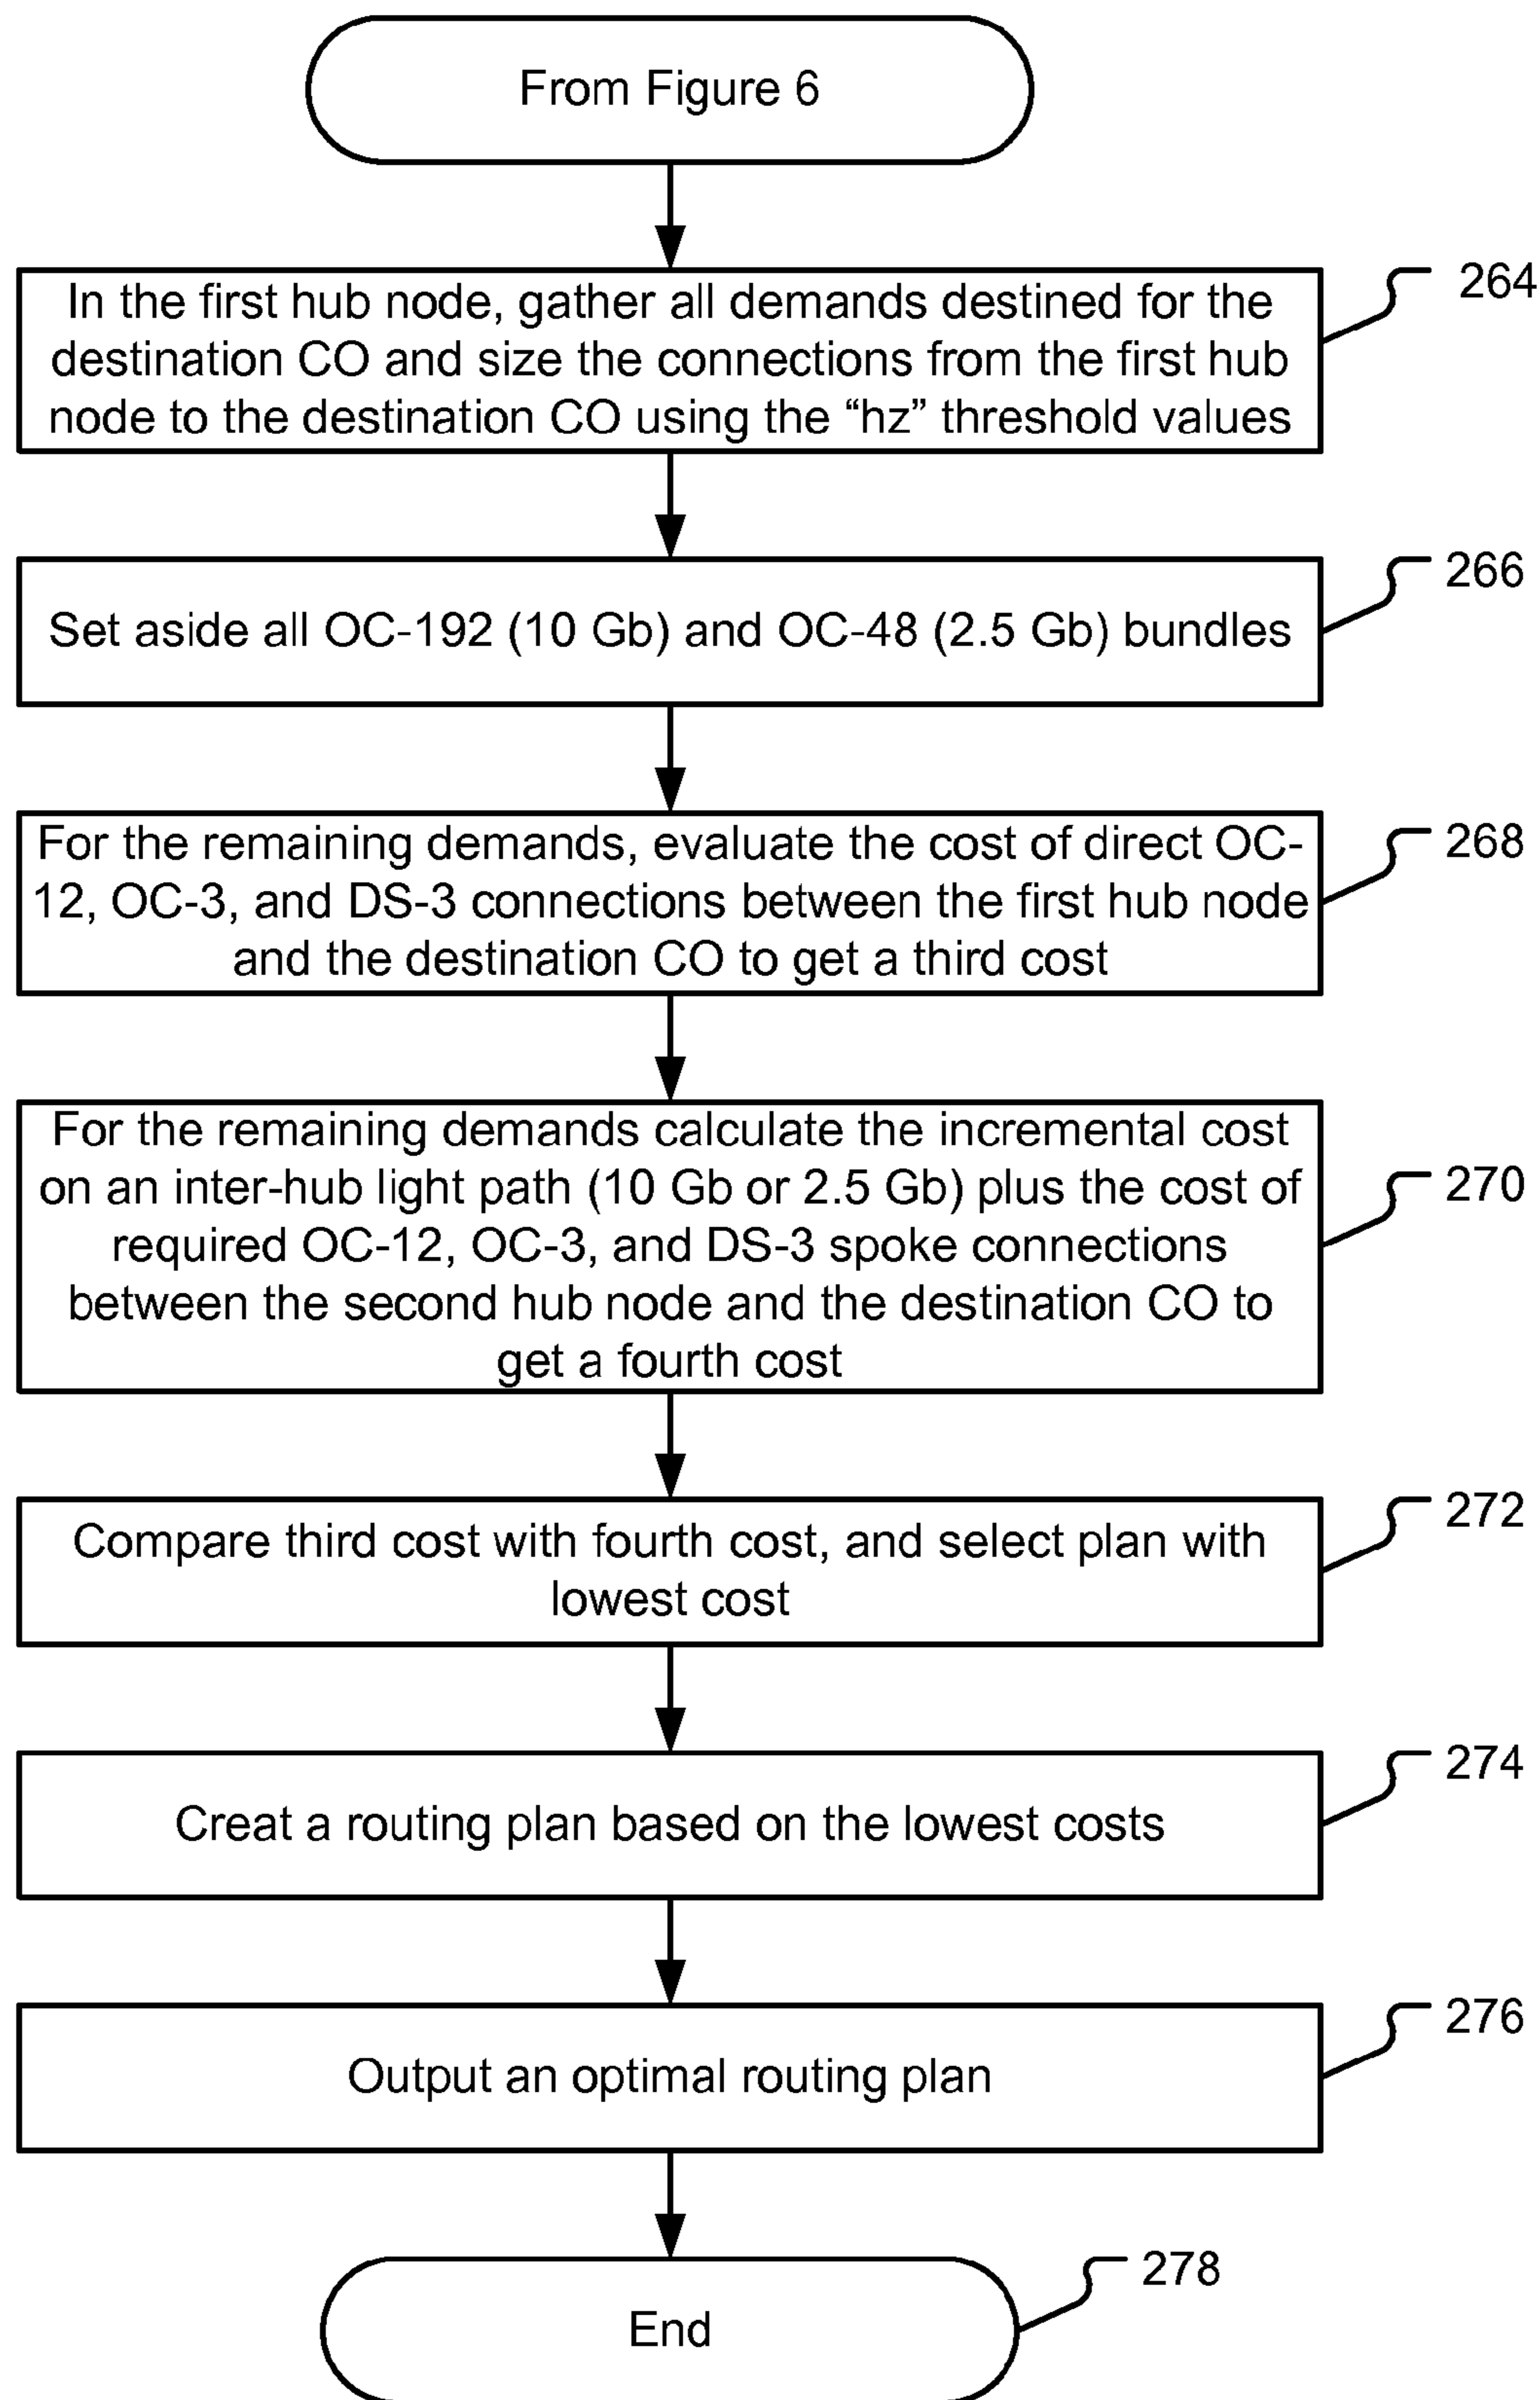 From Figure 6
In the first hub node, gather all demands destined for the
destination CO and size the connections from the first hub
node to the destination CO using the “hz” threshold values
264
Set aside all OC-192 (10 Gb) and OC-48 (2.5 Gb) bundles
266
For the remaining demands, evaluate the cost of direct OC-
12, OC-3, and DS-3 connections between the first hub node
and the destination CO to get a third cost
268
For the remaining demands calculate the incremental cost
on an inter-hub light path (10 Gb or 2.5 Gb) plus the cost of
required OC-12, OC-3, and DS-3 spoke connections
between the second hub node and the destination CO to
get a fourth cost
270
Compare third cost with fourth cost, and select plan with
lowest cost
272
Creat a routing plan based on the lowest costs
274
Output an optimal routing plan
276
End
278